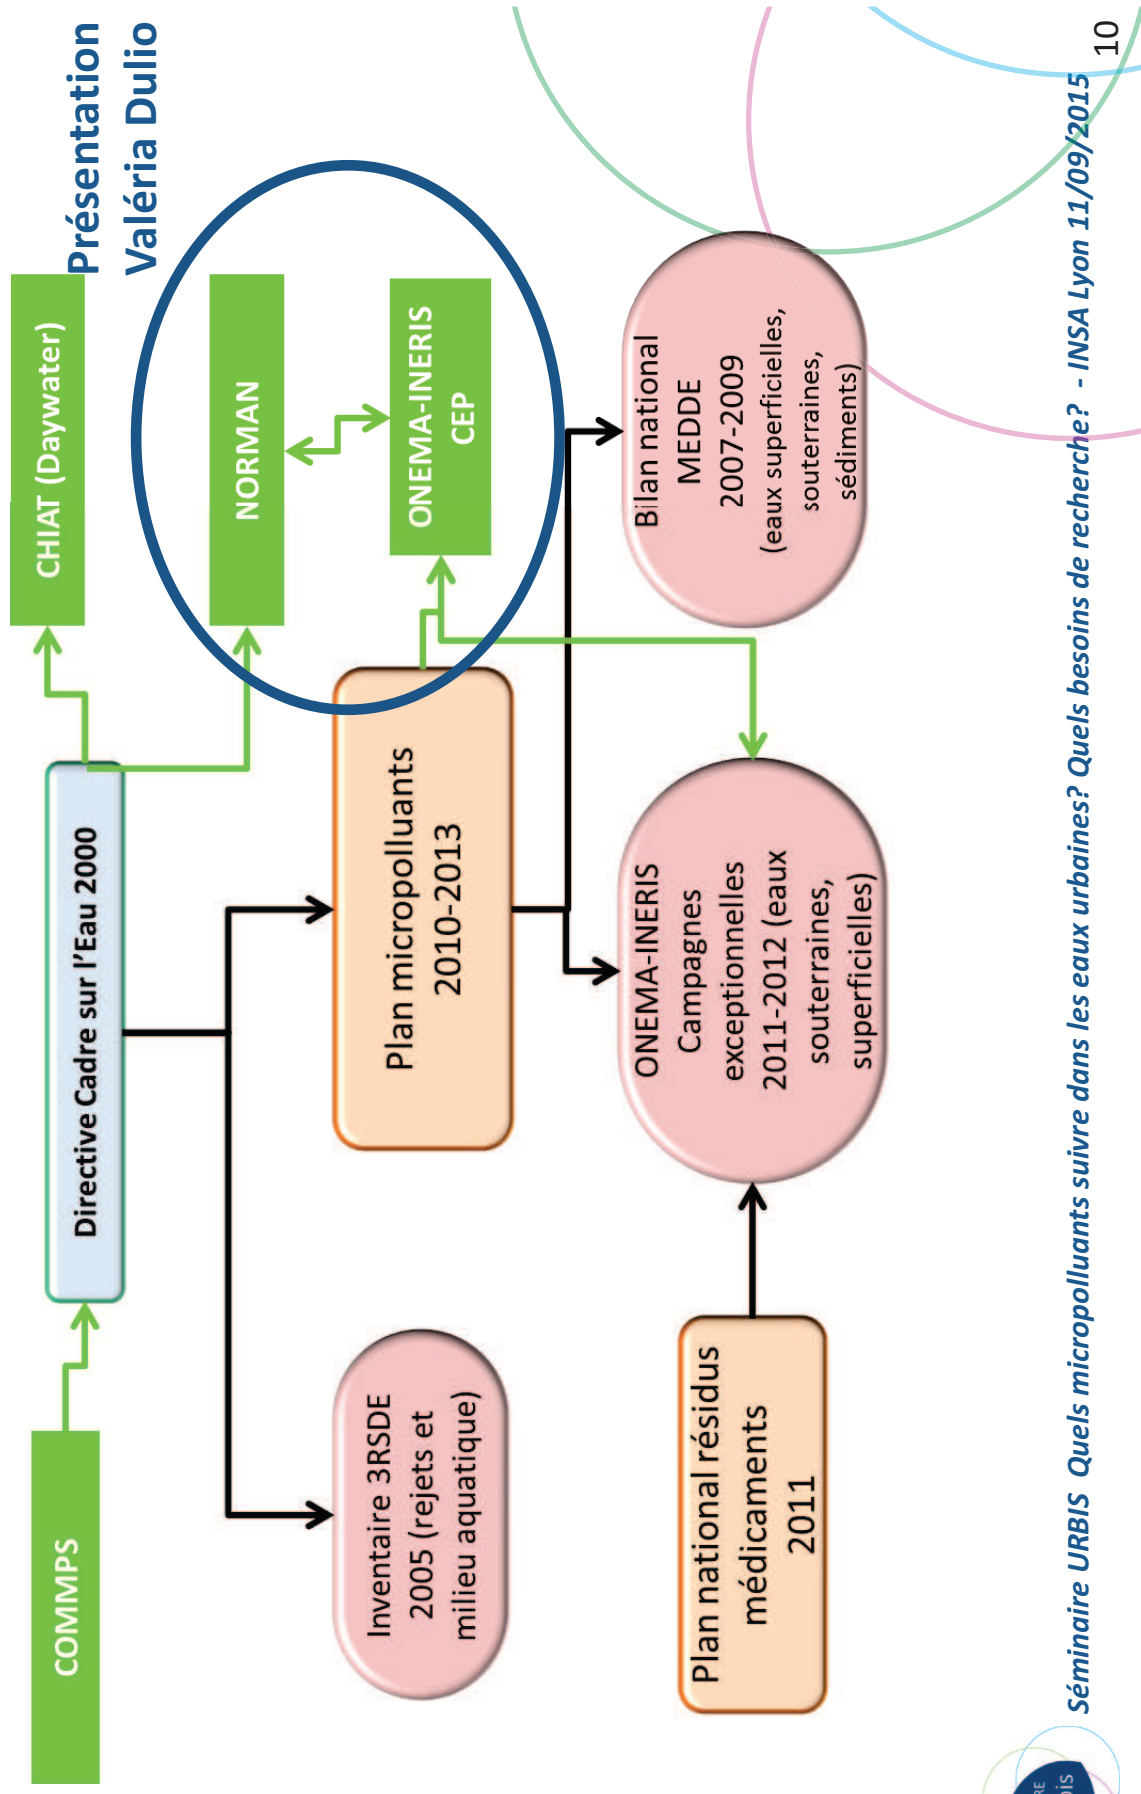 Présentation
Valéria Dulio
COMMPS
Directive Cadre sur l’Eau 2000
CHIAT (Daywater)
NORMAN
ONEMA-INERIS
CEP
Inventaire 3RSDE
2005 (rejets et
milieu aquatique)
Plan micropolluants
2010-2013
Plan national résidus
médicaments
2011
ONEMA-INERIS
Campagnes
exceptionnelles
2011-2012 (eaux
souterraines,
superficielles)
Bilan national
MEDDE
2007-2009
(eaux superficielles,
souterraines,
sédiments)
Séminaire URBIS Quels micropolluants suivre dans les eaux urbaines? Quels besoins de recherche? - INSA Lyon 11/09/2015
10